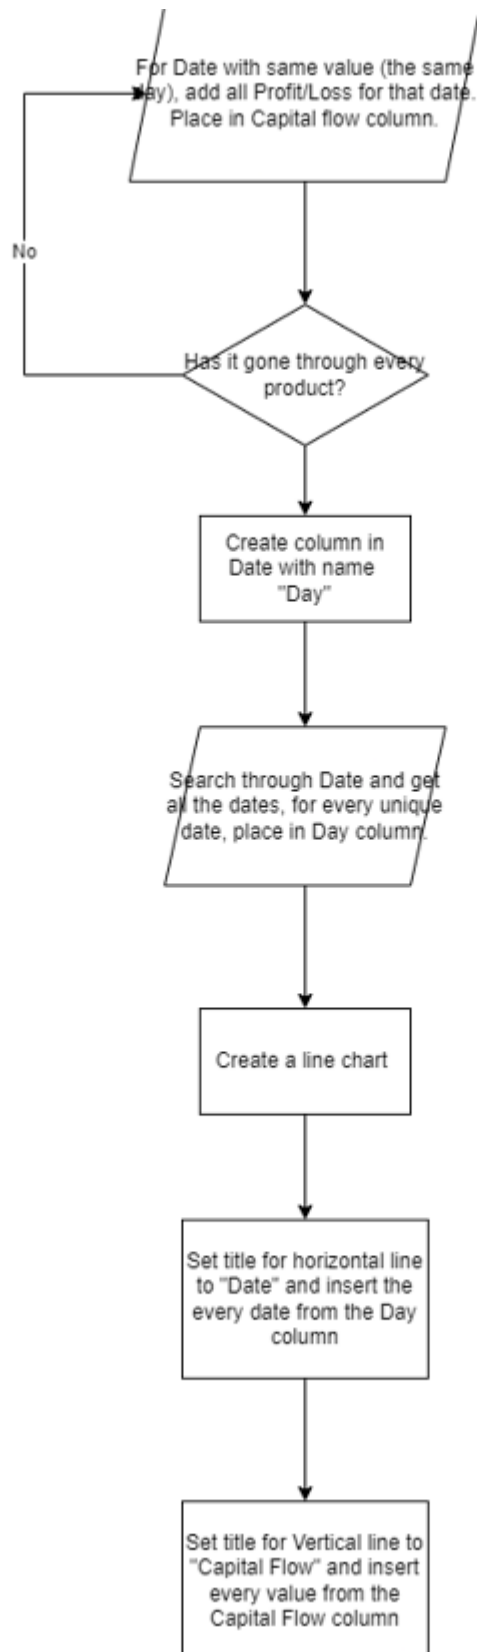 For Date with same value (the same
day), add all Profit/Loss for that date.
Place in Capital flow column.
No
Has it gone through every
product?
Create column in
Date with name
"Day"
Search through Date and get
all the dates, for every unique
date, place in Day column.
Create a line chart
Set title for horizontal line
to "Date" and insert the
every date from the Day
column
Set title for Vertical line to
"Capital Flow" and insert
every value from the
Capital Flow column